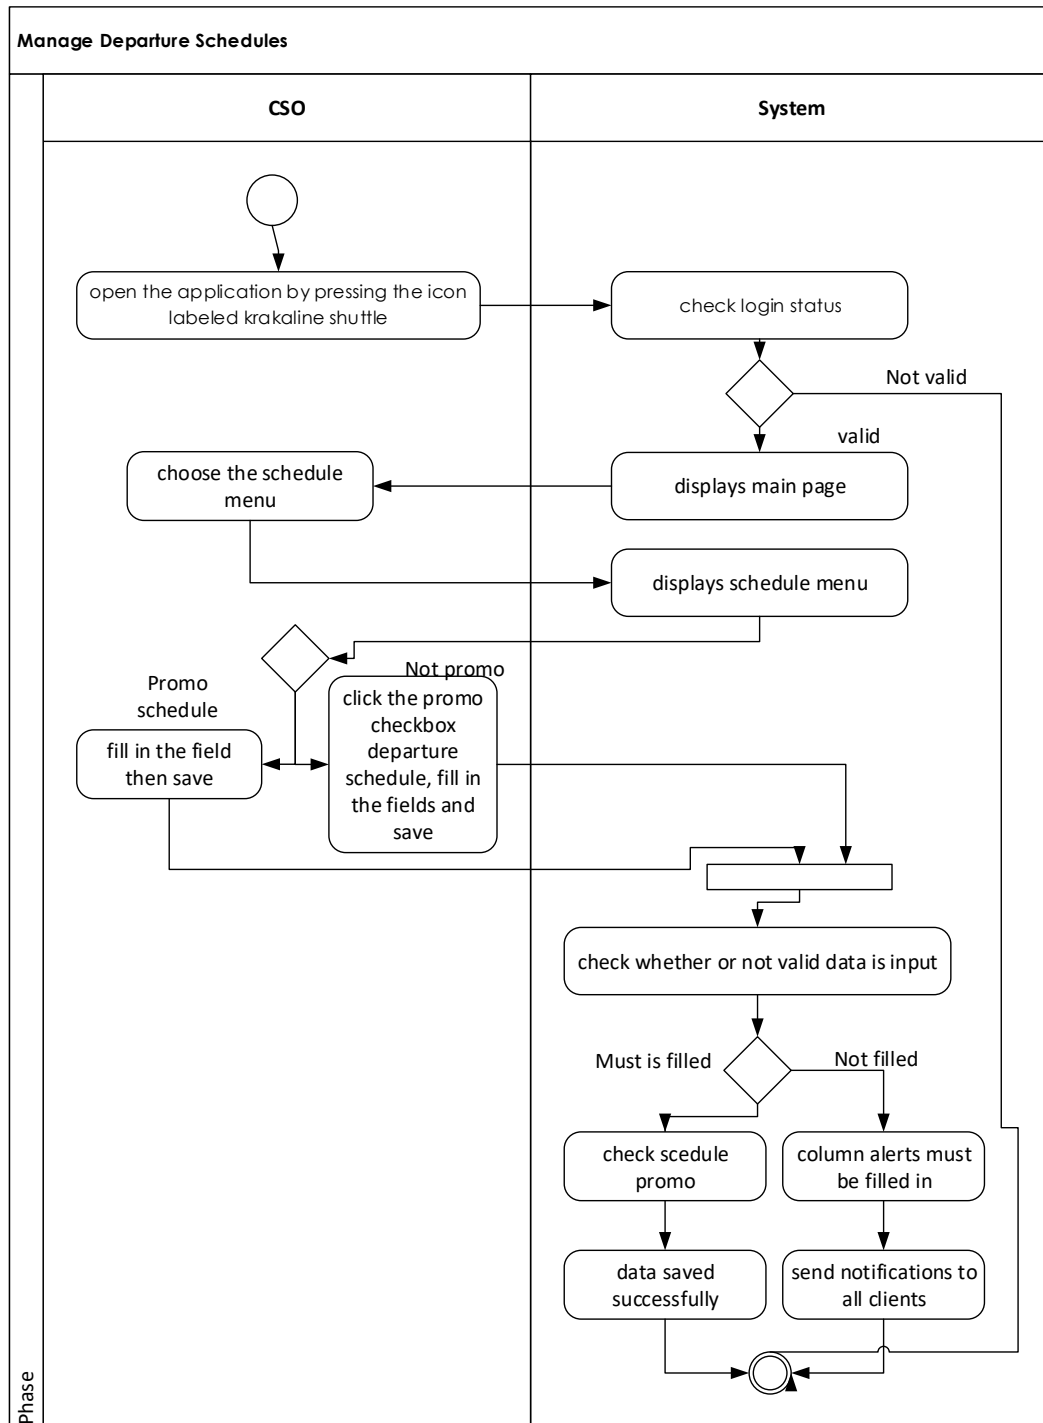 Manage Departure Schedules
CSO
System
open the application by pressing the icon
labeled krakaline shuttle
check login status
Not valid
valid
choose the schedule
menu
displays main page
displays schedule menu
Not promo
Promo
schedule
click the promo
checkbox
departure
schedule, fill in
the fields and
save
fill in the field
then save
check whether or not valid data is input
Must is filled
Not filled
check scedule
promo
column alerts must
be filled in
data saved
successfully
send notifications to
all clients
Phase